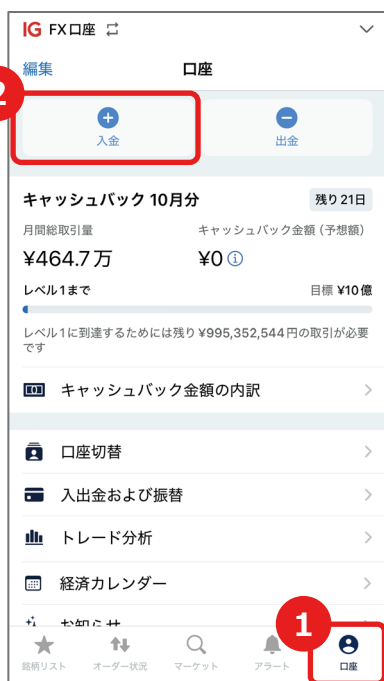 IG FX口座
編集 口座
2
入金 出金
キャッシュバック 10月分 残り21日
月間総取引量 キャッシュバック金額（予想額）
¥464.7万 ¥0
レベル1まで 目標 ¥10億
レベル1に到達するためには残り¥995,352,544円の取引が必要
です
キャッシュバック金額の内訳
口座切替
入出金および振替
トレード分析
経済カレンダー
お知らせ
1
銘柄リスト オーダー状況 マーケット アラート 口座